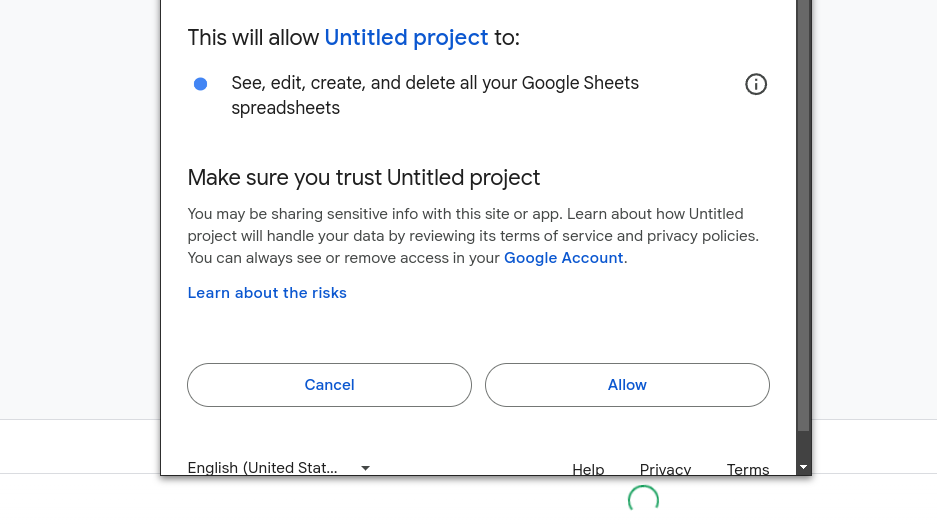 This will allow Untitled project to:
See, edit, create, and delete all your Google Sheets
spreadsheets
Make sure you trust Untitled project
You may be sharing sensitive info with this site or app. Learn about how Untitled
project will handle your data by reviewing its terms of service and privacy policies.
You can always see or remove access in your Google Account.
Learn about the risks
Cancel Allow
English (United Stat... Help Privacy Terms